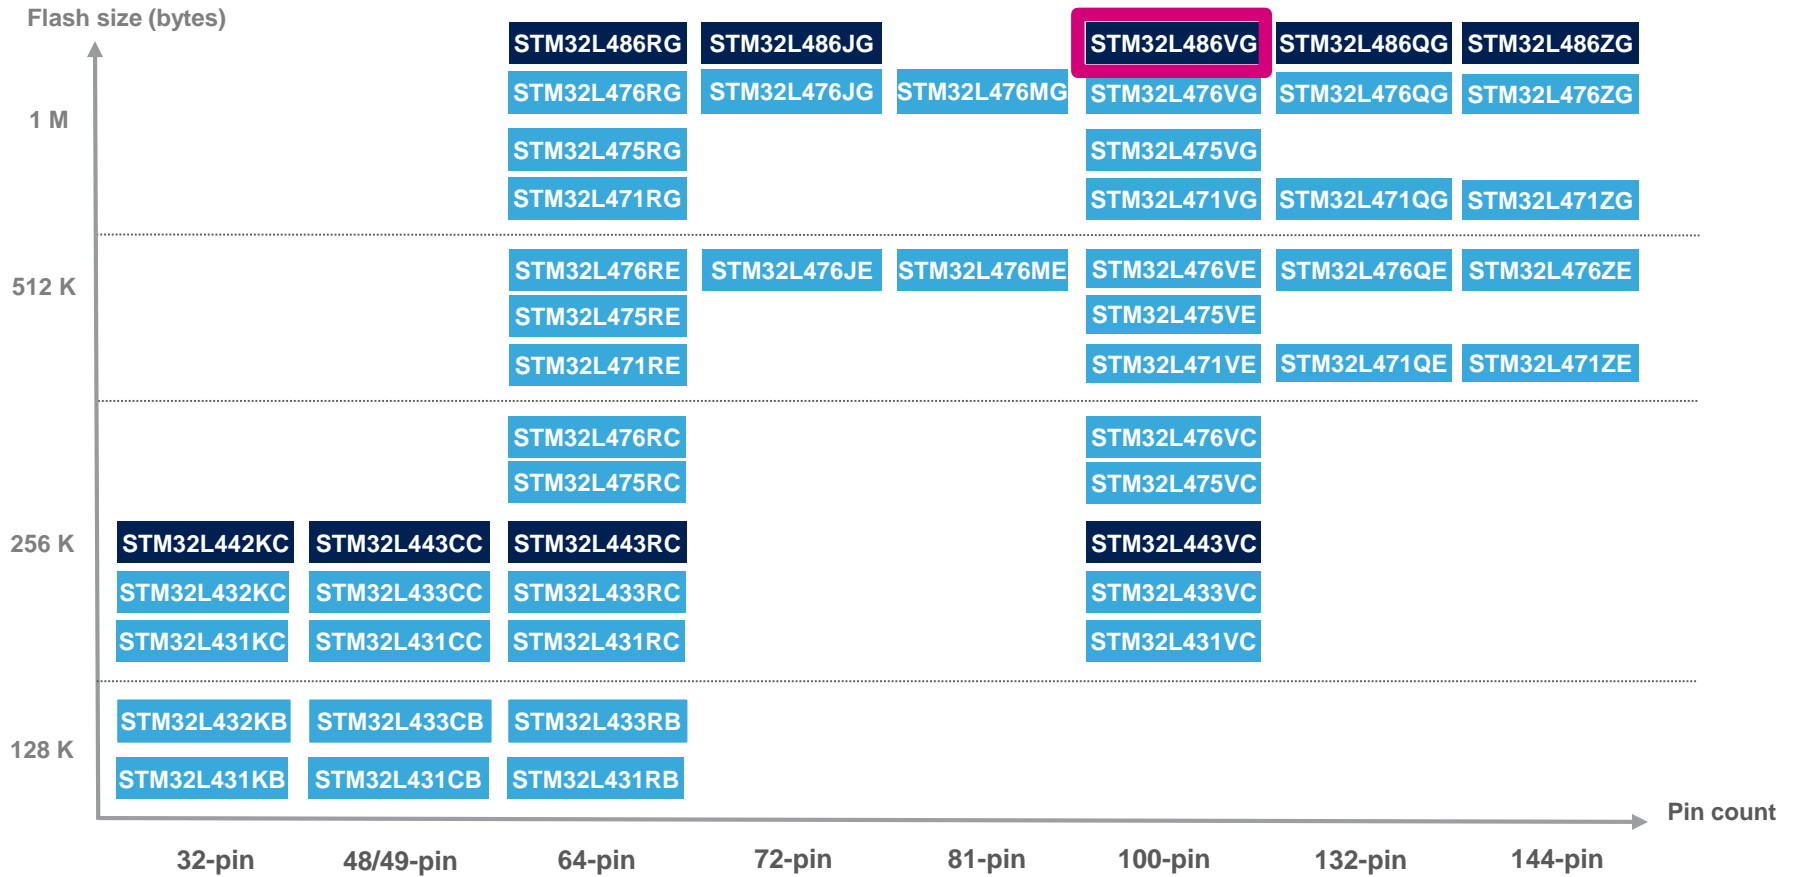 Flash size (bytes)
STM32L486RG STM32L486JG STM32L486VG STM32L486QG STM32L486ZG
STM32L476RG STM32L476JG STM32L476MG STM32L476VG STM32L476QG STM32L476ZG
1 M
STM32L475RG STM32L475VG
STM32L471RG STM32L471VG STM32L471QG STM32L471ZG
STM32L476RE STM32L476JE STM32L476ME STM32L476VE STM32L476QE STM32L476ZE
512 K
STM32L475RE STM32L475VE
STM32L471RE STM32L471VE STM32L471QE STM32L471ZE
STM32L476RC STM32L476VC
STM32L475RC STM32L475VC
256 K STM32L442KC STM32L443CC STM32L443RC STM32L443VC
STM32L432KC STM32L433CC STM32L433RC STM32L433VC
STM32L431KC STM32L431CC STM32L431RC STM32L431VC
STM32L432KB STM32L433CB STM32L433RB
128 K
STM32L431KB STM32L431CB STM32L431RB
Pin count
32-pin 48/49-pin 64-pin 72-pin 81-pin 100-pin 132-pin 144-pin